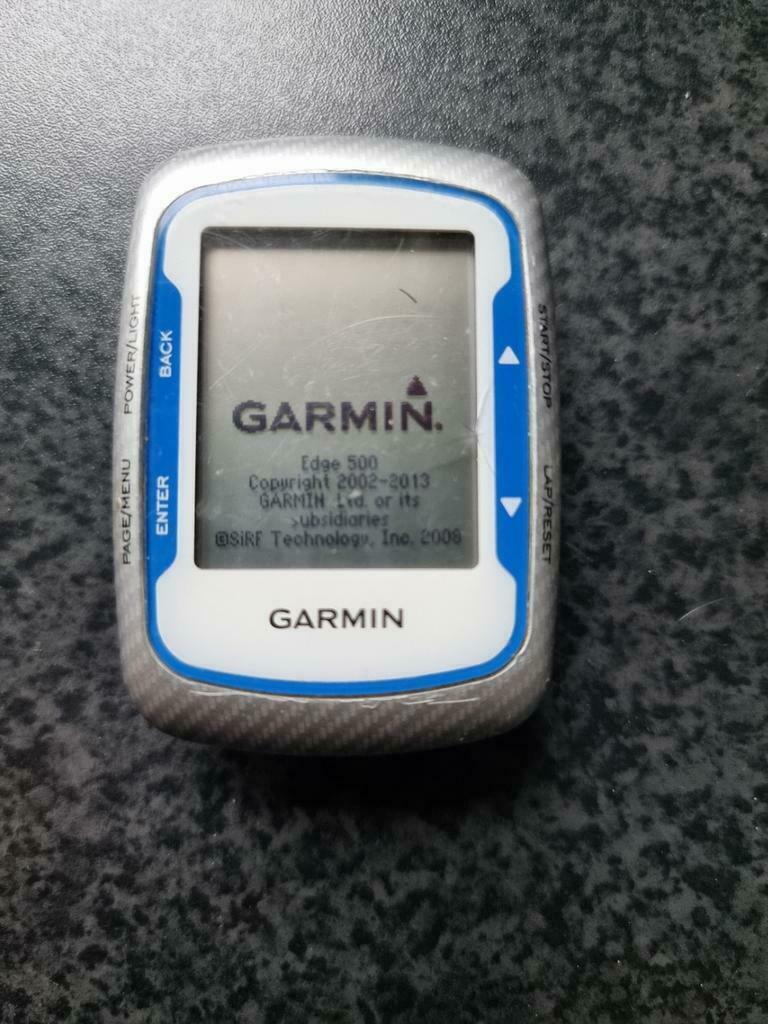 POWER/LIGHT
BACK
START/STOP
PAGE/MENU
ENTER
LAP/RESET
GARMIN.
Edge 500
Copyright 2002-2013
GARMIN Ltd. or its
subsidiaries
©SiRF Technology, Inc. 2008
GARMIN